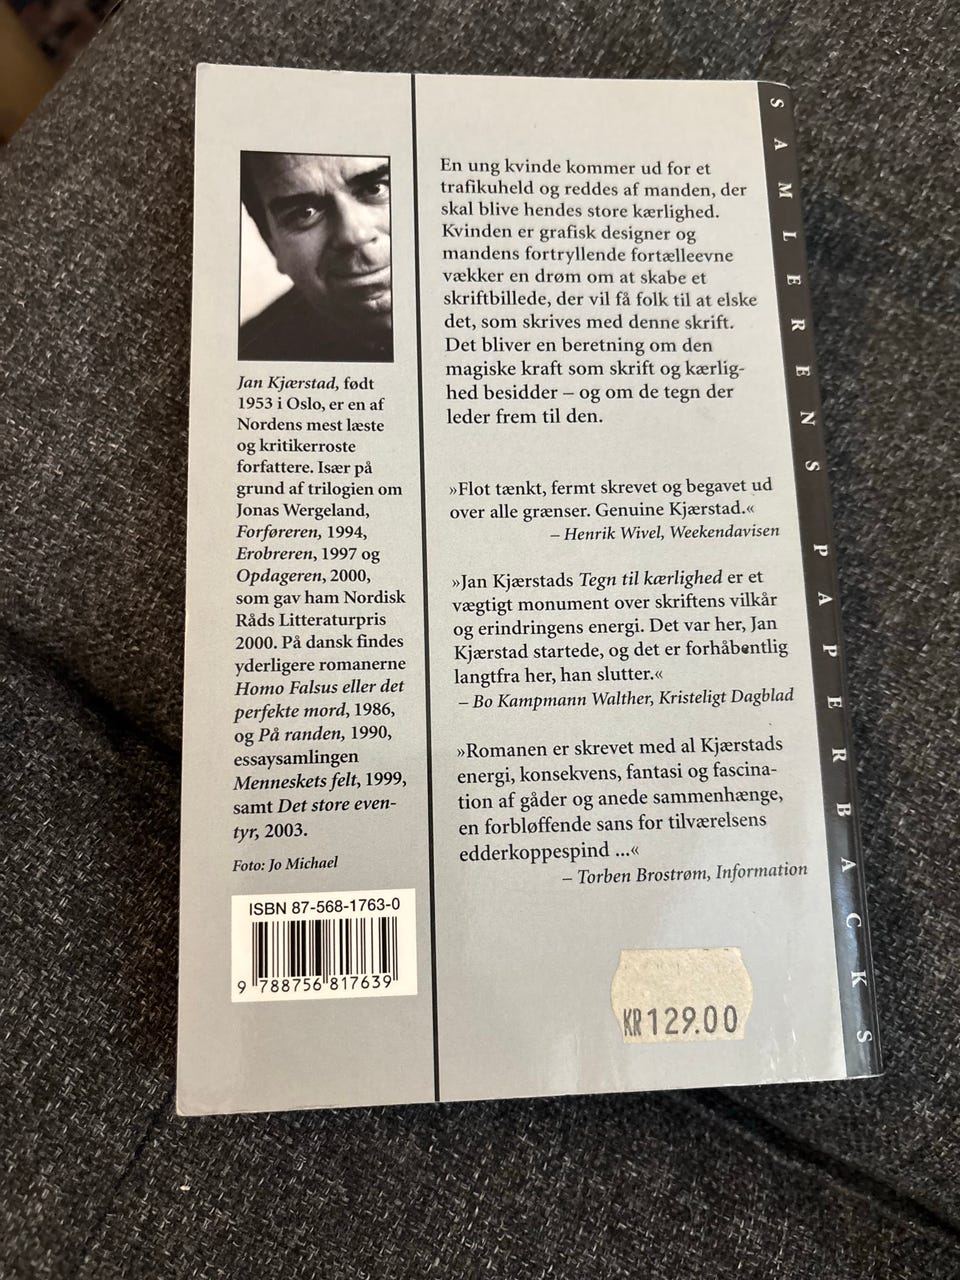 Jan Kjærstad, født
1953 i Oslo, er en af
Nordens mest læste
og kritikerroste
forfattere. Især på
grund af trilogien om
Jonas Wergeland,
Forføreren, 1994,
Erobreren, 1997 og
Opdageren, 2000,
som gav ham Nordisk
Råds Litteraturpris
2000. På dansk findes
yderligere romanerne
Homo Falsus eller det
perfekte mord, 1986,
og På randen, 1990,
essaysamlingen
Menneskets felt, 1999,
samt Det store even-
tyr, 2003.
Foto: Jo Michael
ISBN 87-568-1763-0
9 788756 817639
En ung kvinde kommer ud for et
trafikuheld og reddes af manden, der
skal blive hendes store kærlighed.
Kvinden er grafisk designer og
mandens fortryllende fortælleevne
vækker en drøm om at skabe et
skriftbillede, der vil få folk til at elske
det, som skrives med denne skrift.
Det bliver en beretning om den
magiske kraft som skrift og kærlig-
hed besidder – og om de tegn der
leder frem til den.
»Flot tænkt, fermt skrevet og begavet ud
over alle grænser. Genuine Kjærstad.«
– Henrik Wivel, Weekendavisen
»Jan Kjærstads Tegn til kærlighed er et
vægtigt monument over skriftens vilkår
og erindringens energi. Det var her, Jan
Kjærstad startede, og det er forhåbentlig
langtfra her, han slutter.«
– Bo Kampmann Walther, Kristeligt Dagblad
»Romanen er skrevet med al Kjærstads
energi, konsekvens, fantasi og fascina-
tion af gåder og anede sammenhænge,
en forbløffende sans for tilværelsens
edderkoppespind ...«
– Torben Brostrøm, Information
KR129.00
SAMLERENS PAPERBACKS